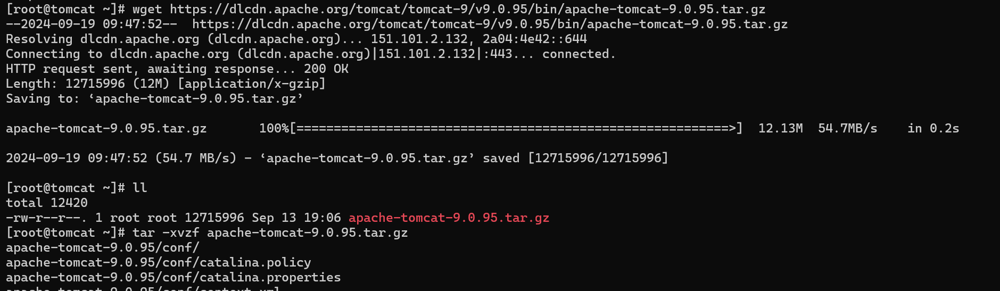 [root@tomcat ~]# wget https://dlcdn.apache.org/tomcat/tomcat-9/v9.0.95/bin/apache-tomcat-9.0.95.tar.gz
--2024-09-19 09:47:52--  https://dlcdn.apache.org/tomcat/tomcat-9/v9.0.95/bin/apache-tomcat-9.0.95.tar.gz
Resolving dlcdn.apache.org (dlcdn.apache.org)... 151.101.2.132, 2a04:4e42::644
Connecting to dlcdn.apache.org (dlcdn.apache.org)|151.101.2.132|:443... connected.
HTTP request sent, awaiting response... 200 OK
Length: 12715996 (12M) [application/x-gzip]
Saving to: ‘apache-tomcat-9.0.95.tar.gz’
apache-tomcat-9.0.95.tar.gz       100%[==========================================================>]  12.13M  54.7MB/s    in 0.2s
2024-09-19 09:47:52 (54.7 MB/s) - ‘apache-tomcat-9.0.95.tar.gz’ saved [12715996/12715996]
[root@tomcat ~]# ll
total 12420
-rw-r--r--. 1 root root 12715996 Sep 13 19:06 apache-tomcat-9.0.95.tar.gz
[root@tomcat ~]# tar -xvzf apache-tomcat-9.0.95.tar.gz
apache-tomcat-9.0.95/conf/
apache-tomcat-9.0.95/conf/catalina.policy
apache-tomcat-9.0.95/conf/catalina.properties
apache-tomcat-9.0.95/conf/context.xml